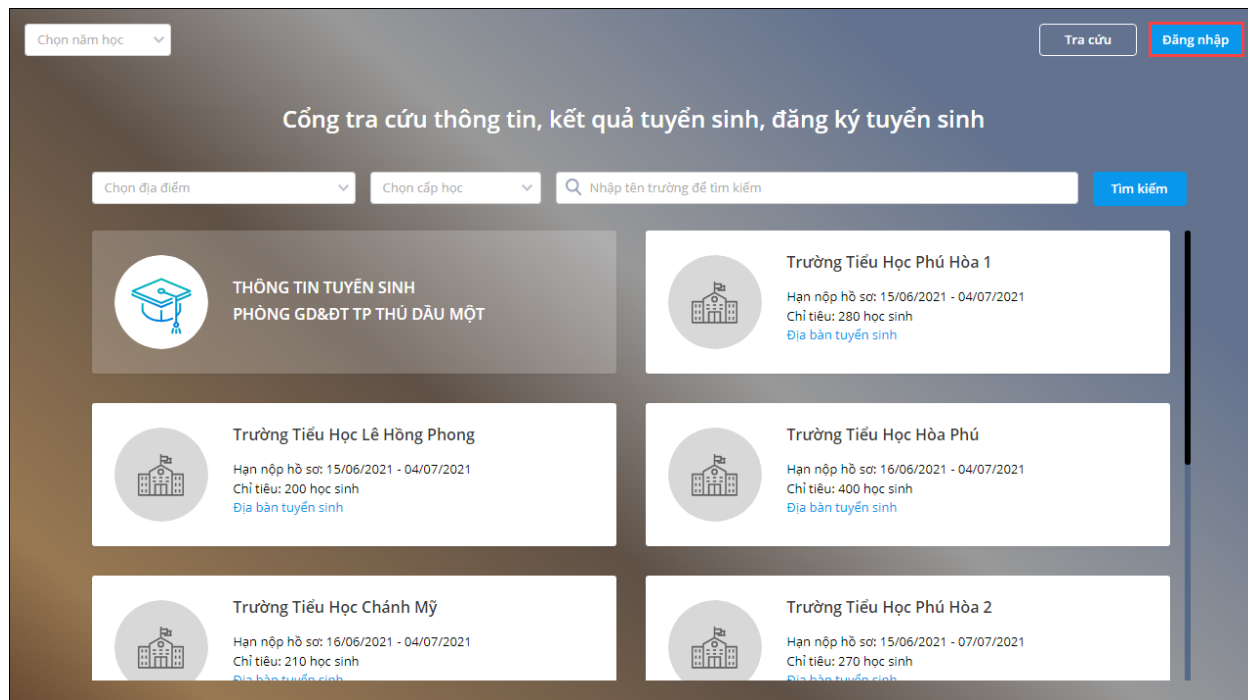 Chọn năm học
Tra cứu
Đăng nhập
Cổng tra cứu thông tin, kết quả tuyển sinh, đăng ký tuyển sinh
Chọn địa điểm
Chọn cấp học
Nhập tên trường để tìm kiếm
Tìm kiếm
THÔNG TIN TUYỂN SINH
PHÒNG GD&ĐT TP THỦ DẦU MỘT
Trường Tiểu Học Phú Hòa 1
Hạn nộp hồ sơ: 15/06/2021 - 04/07/2021
Chỉ tiêu: 280 học sinh
Địa bàn tuyển sinh
Trường Tiểu Học Lê Hồng Phong
Hạn nộp hồ sơ: 15/06/2021 - 04/07/2021
Chỉ tiêu: 200 học sinh
Địa bàn tuyển sinh
Trường Tiểu Học Hòa Phú
Hạn nộp hồ sơ: 16/06/2021 - 04/07/2021
Chỉ tiêu: 400 học sinh
Địa bàn tuyển sinh
Trường Tiểu Học Chánh Mỹ
Hạn nộp hồ sơ: 16/06/2021 - 04/07/2021
Chỉ tiêu: 210 học sinh
Địa bàn tuyển sinh
Trường Tiểu Học Phú Hòa 2
Hạn nộp hồ sơ: 15/06/2021 - 07/07/2021
Chỉ tiêu: 270 học sinh
Địa bàn tuyển sinh